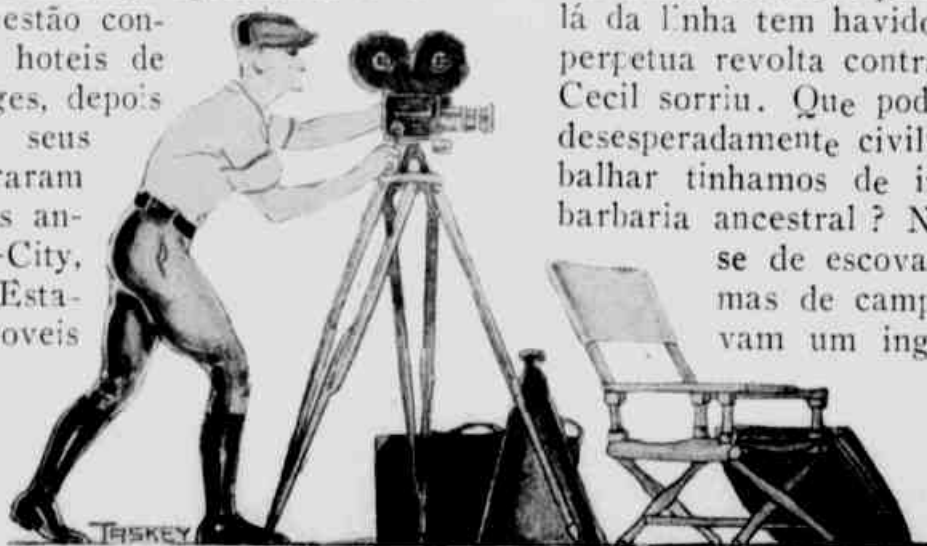 estão con-
hoteis de
ges, depois
seus
raram
s an-
-City,
Esta-
oveis
lá da l'nha tem havido
perpetua revolta contr
Cecil sorriu. Que pod
desesperadamente civil
balhar tinhamos de i
barbaria ancestral ? N
se de escova
mas de camp
vam um ing
TASKEY